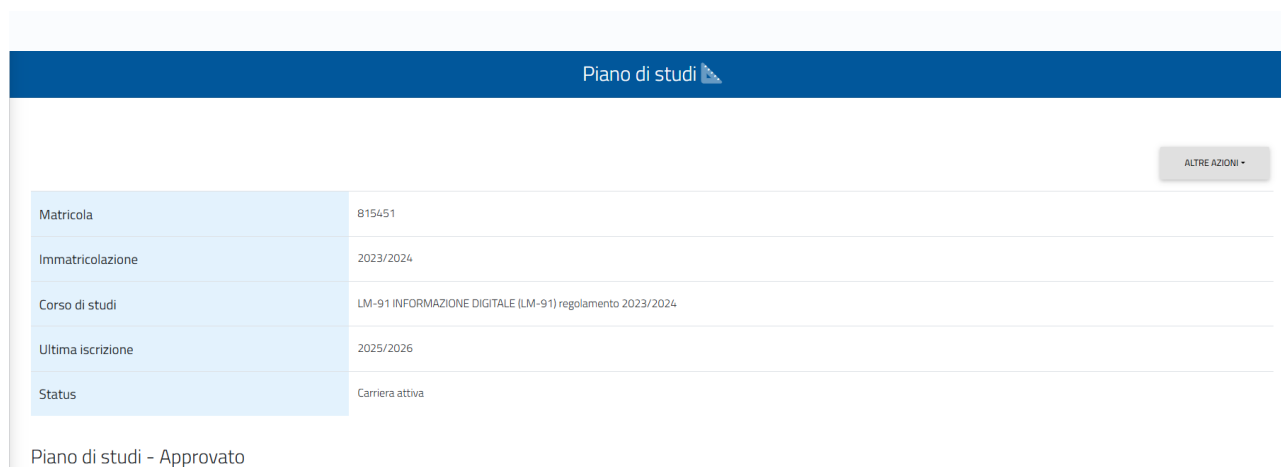 Piano di studi
ALTRE AZIONI
Matricola 815451
Immatricolazione 2023/2024
Corso di studi LM-91 INFORMAZIONE DIGITALE (LM-91) regolamento 2023/2024
Ultima iscrizione 2025/2026
Status Carriera attiva
Piano di studi - Approvato